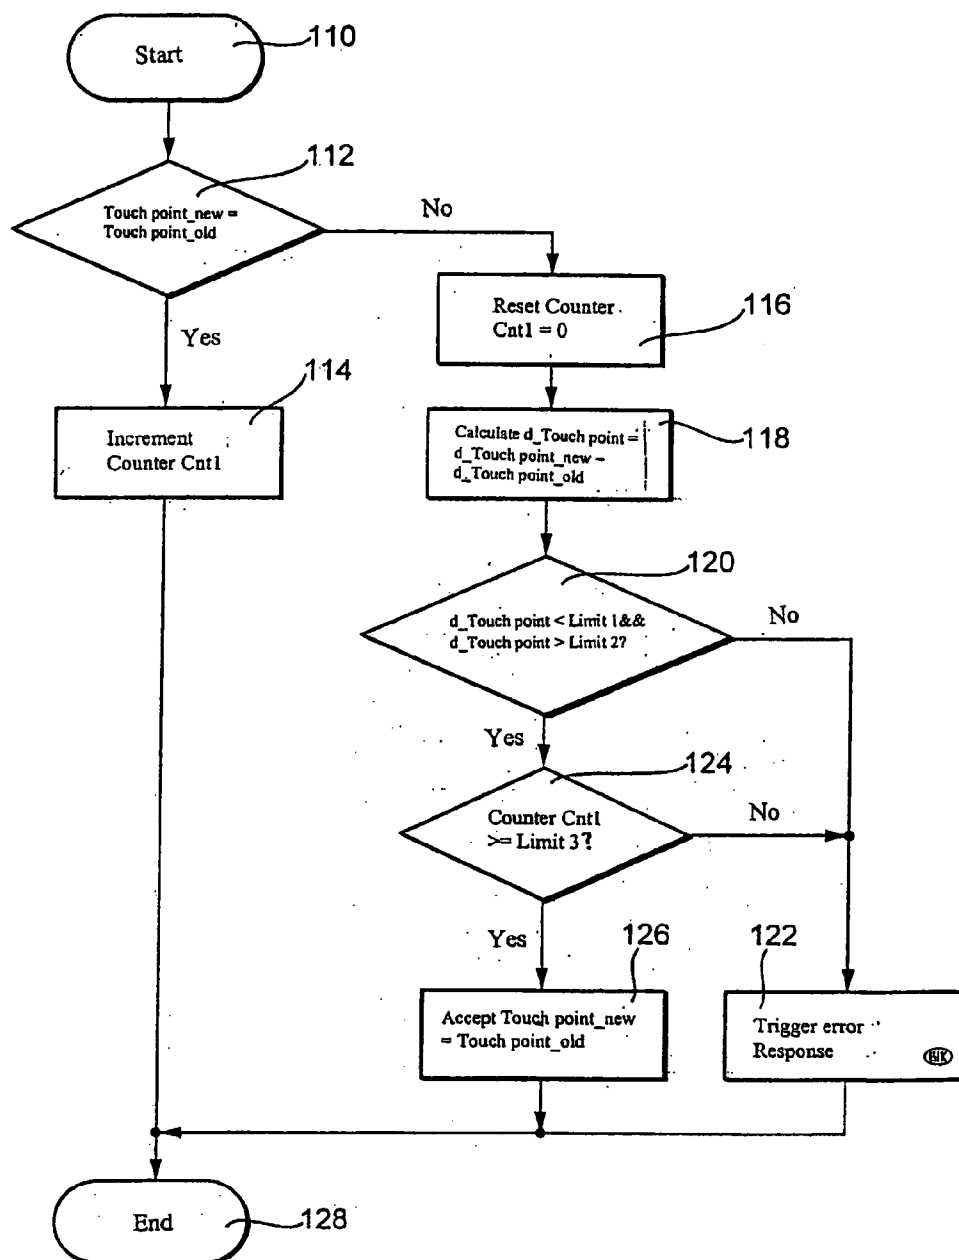 Start
110
112
Touch point_new =
Touch point_old
No
Yes
Reset Counter
Cnt1 = 0
116
114
Increment
Counter Cnt1
Calculate d_Touch point =
d_Touch point_new –
d_Touch point_old
118
120
d_Touch point < Limit 1&&
d_Touch point > Limit 2?
No
Yes
124
Counter Cnt1
>= Limit 3?
No
Yes
126
122
Accept Touch point_new
= Touch point_old
Trigger error
Response
End
128